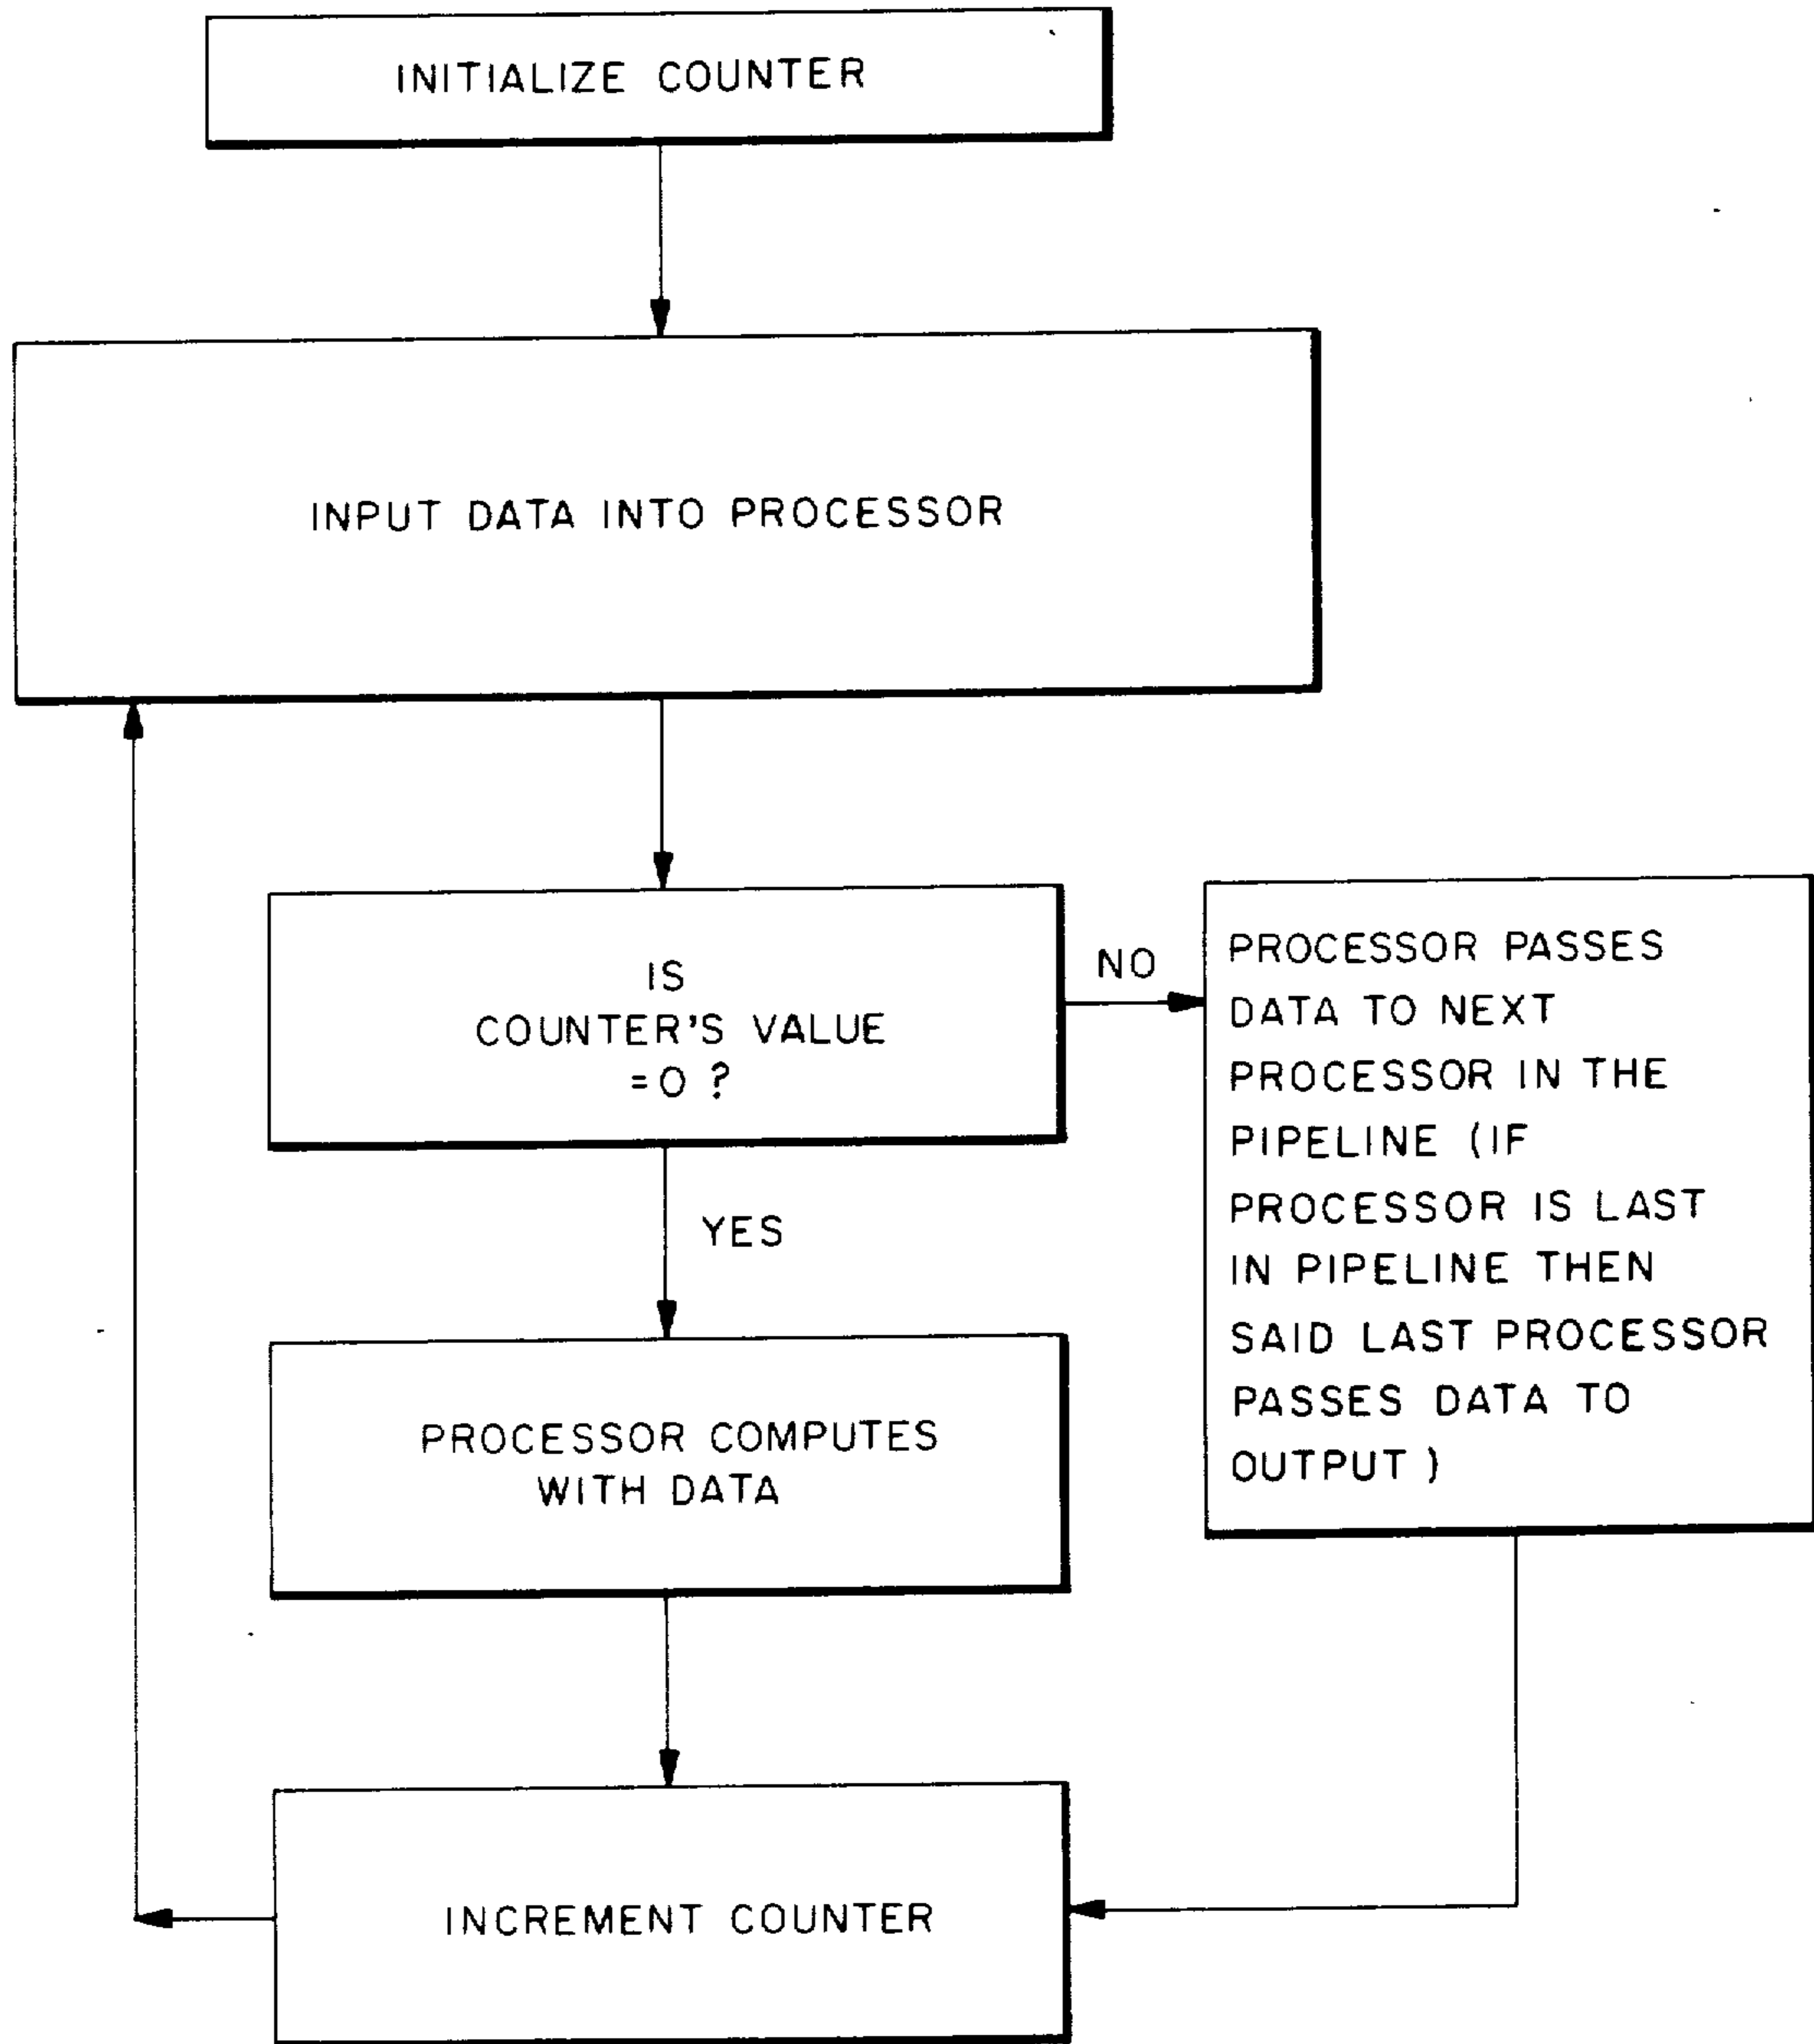 INITIALIZE COUNTER
INPUT DATA INTO PROCESSOR
IS
COUNTER'S VALUE
=0 ?
NO
PROCESSOR PASSES
DATA TO NEXT
PROCESSOR IN THE
PIPELINE (IF
PROCESSOR IS LAST
IN PIPELINE THEN
SAID LAST PROCESSOR
PASSES DATA TO
OUTPUT )
YES
PROCESSOR COMPUTES
WITH DATA
INCREMENT COUNTER